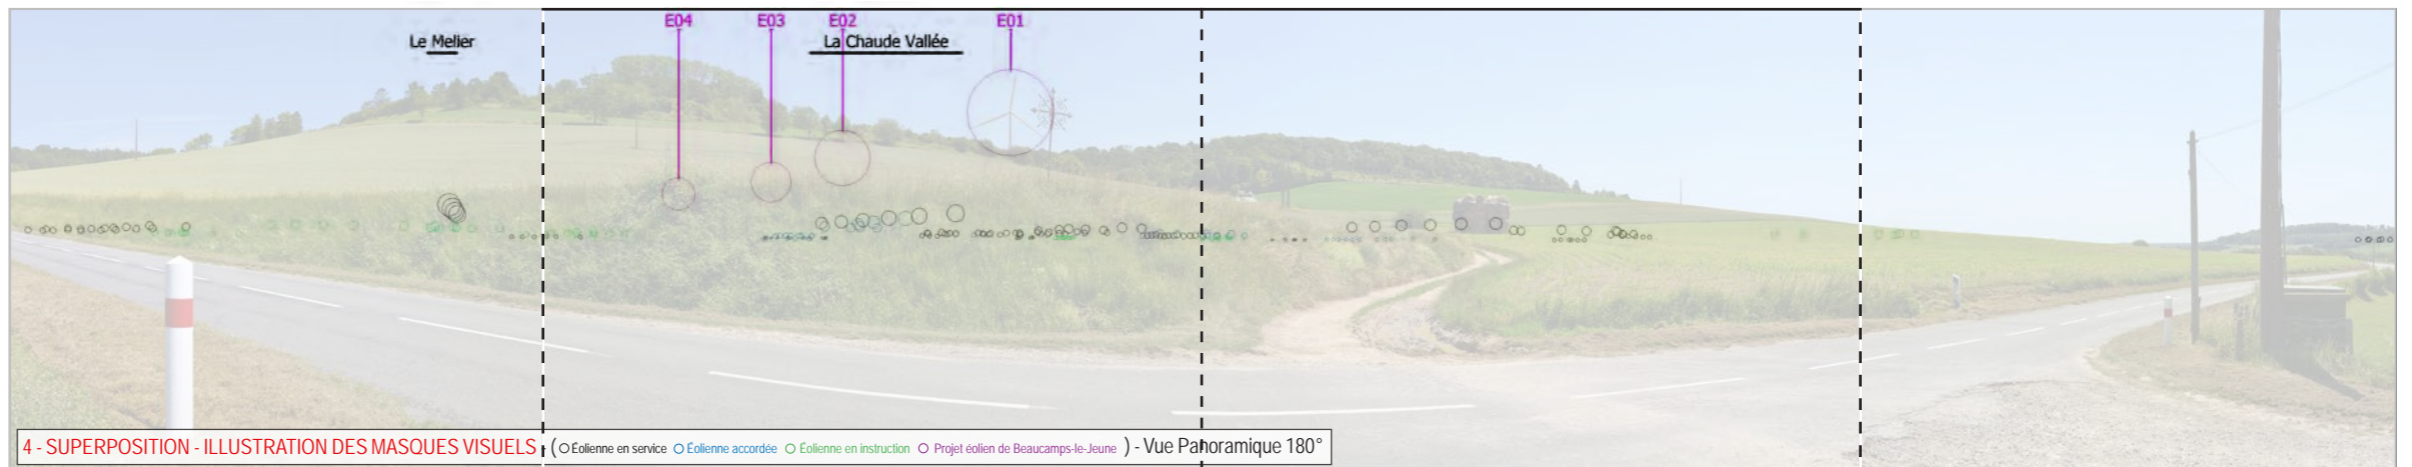 E04 E03 E02 E01
Le Melier La Chaude Vallée
4 - SUPERPOSITION - ILLUSTRATION DES MASQUES VISUELS - ( Éolienne en service Éolienne accordée Éolienne en instruction Projet éolien de Beaucamps-le-Jeune ) - Vue Panoramique 180°